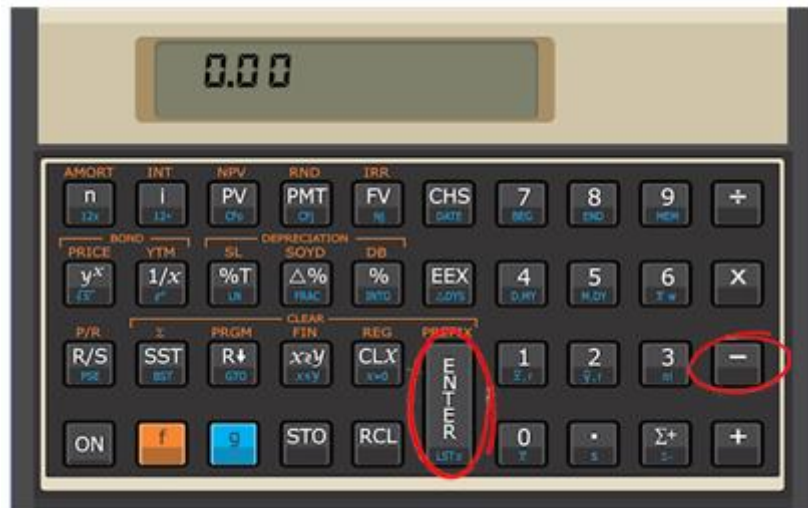 0.00
AMORT INT NPV RND IRR
n i PV PMT FV CHS 7 8 9 ÷
12x 12÷ CFo CFj Nj DATE BEG END MEM
BOND DEPRECIATION
PRICE YTM SL SOYD DB
yˣ 1/x %T △% % EEX 4 5 6 X
LN FRAC INTG △DYS D.MY M.DY
CLEAR
P/R Σ PRGM FIN REG PREFIX
R/S SST R↓ x≷y CLX ENTER 1 2 3 −
PSE BST GTO x≤y x=0 n!
ON f g STO RCL 0 · Σ+ +
LSTx Σ-